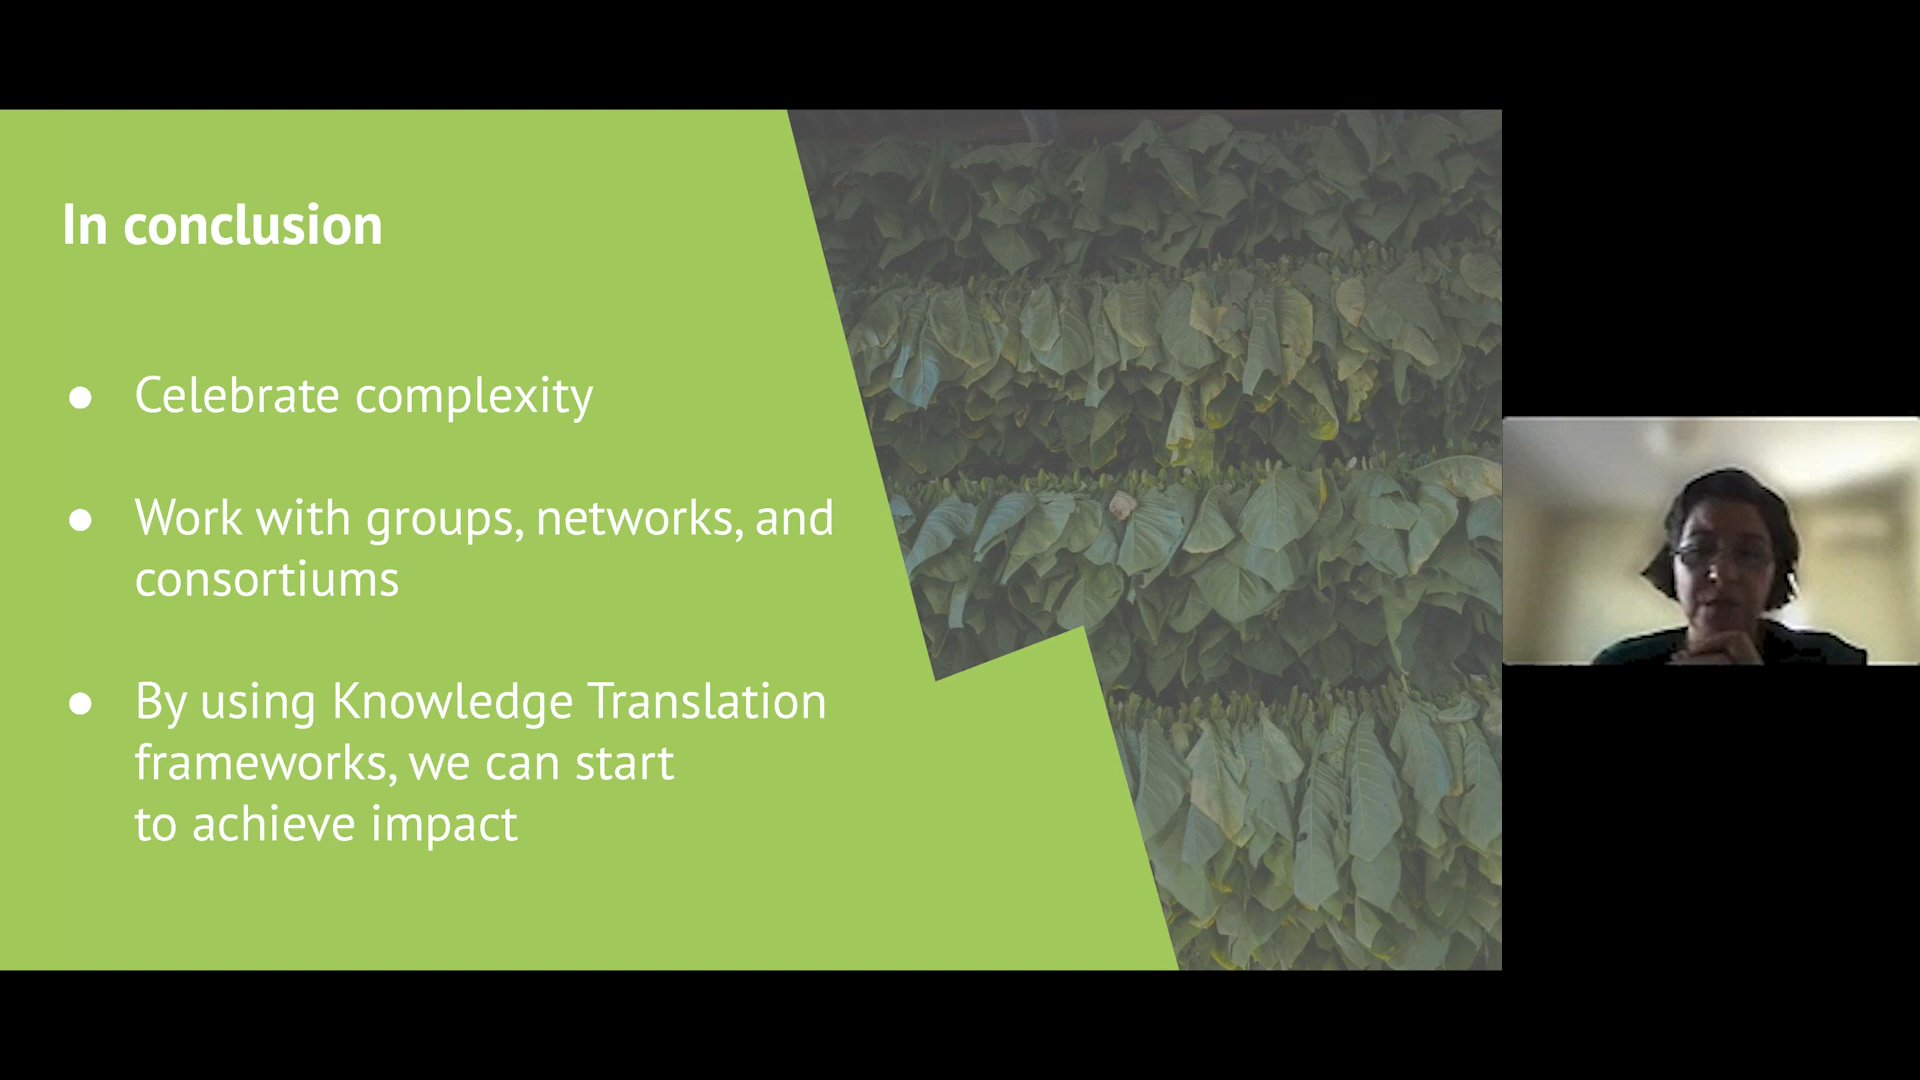 In conclusion
● Celebrate complexity
● Work with groups, networks, and
consortiums
● By using Knowledge Translation
frameworks, we can start
to achieve impact